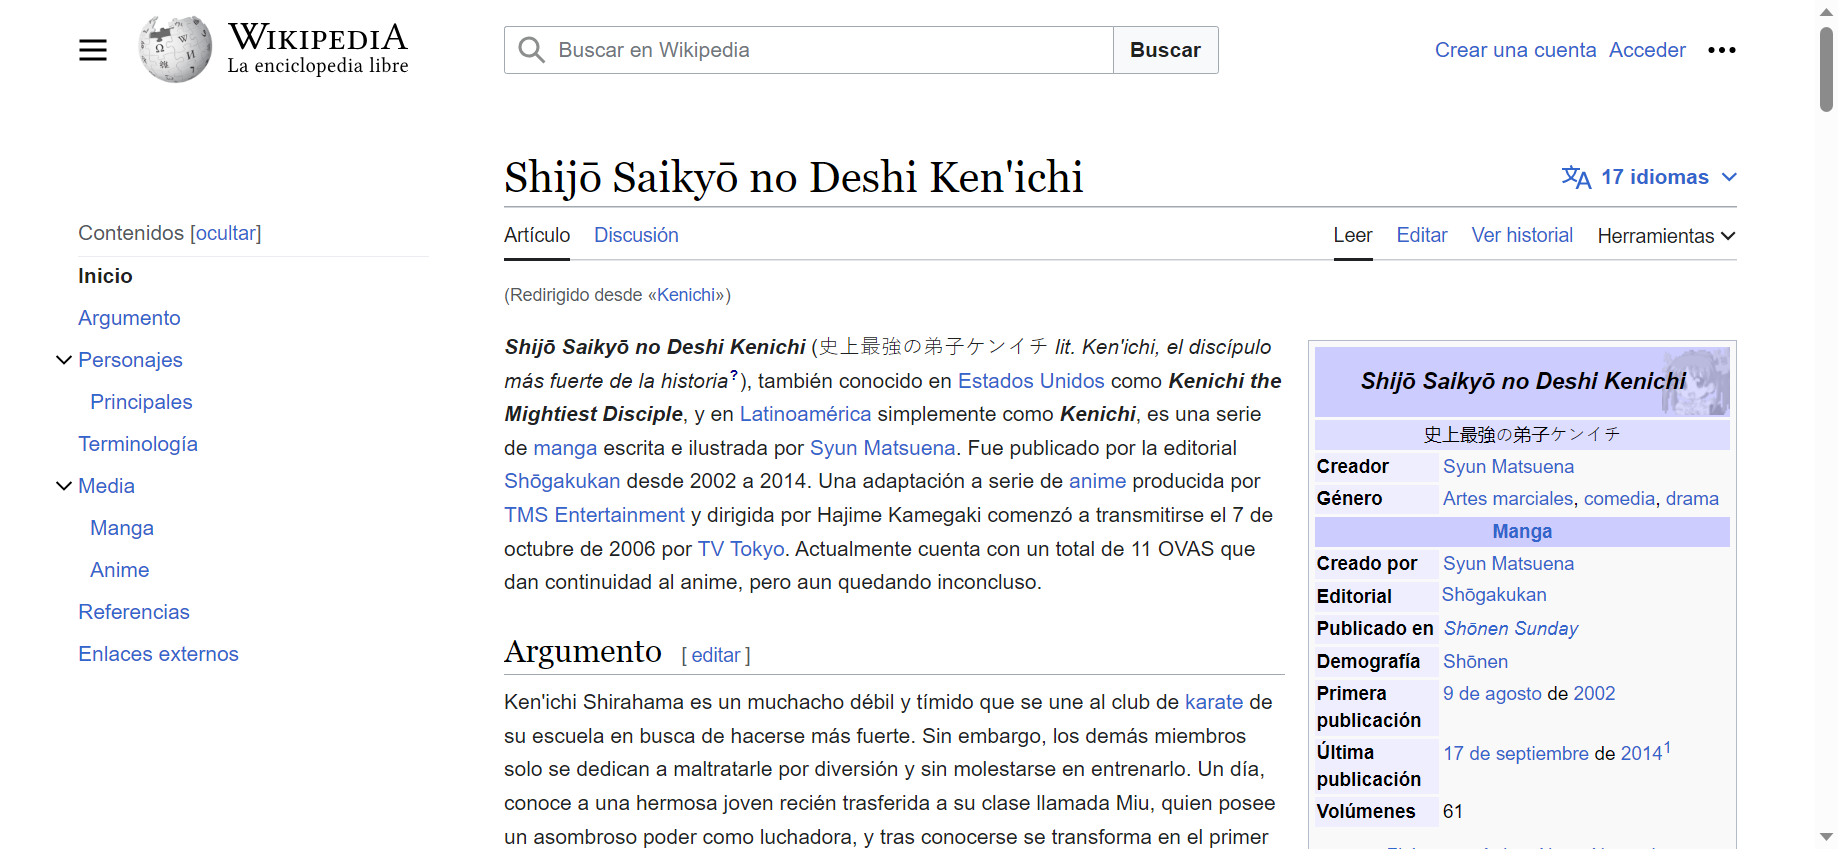 WIKIPEDIA
La enciclopedia libre
Buscar en Wikipedia
Buscar
Crear una cuenta Acceder
Contenidos [ocultar]
Inicio
Argumento
Personajes
Principales
Terminología
Media
Manga
Anime
Referencias
Enlaces externos
Shijō Saikyō no Deshi Ken'ichi
17 idiomas
Artículo Discusión
Leer Editar Ver historial Herramientas
(Redirigido desde «Kenichi»)
Shijō Saikyō no Deshi Kenichi (史上最強の弟子ケンイチ lit. Ken'ichi, el discípulo
más fuerte de la historia?), también conocido en Estados Unidos como Kenichi the
Mightiest Disciple, y en Latinoamérica simplemente como Kenichi, es una serie
de manga escrita e ilustrada por Syun Matsuena. Fue publicado por la editorial
Shōgakukan desde 2002 a 2014. Una adaptación a serie de anime producida por
TMS Entertainment y dirigida por Hajime Kamegaki comenzó a transmitirse el 7 de
octubre de 2006 por TV Tokyo. Actualmente cuenta con un total de 11 OVAS que
dan continuidad al anime, pero aun quedando inconcluso.
Argumento [ editar ]
Ken'ichi Shirahama es un muchacho débil y tímido que se une al club de karate de
su escuela en busca de hacerse más fuerte. Sin embargo, los demás miembros
solo se dedican a maltratarle por diversión y sin molestarse en entrenarlo. Un día,
conoce a una hermosa joven recién trasferida a su clase llamada Miu, quien posee
un asombroso poder como luchadora, y tras conocerse se transforma en el primer
Shijō Saikyō no Deshi Kenichi
史上最強の弟子ケンイチ
Creador Syun Matsuena
Género Artes marciales, comedia, drama
Manga
Creado por Syun Matsuena
Editorial Shōgakukan
Publicado en Shōnen Sunday
Demografía Shōnen
Primera publicación 9 de agosto de 2002
Última publicación 17 de septiembre de 2014¹
Volúmenes 61